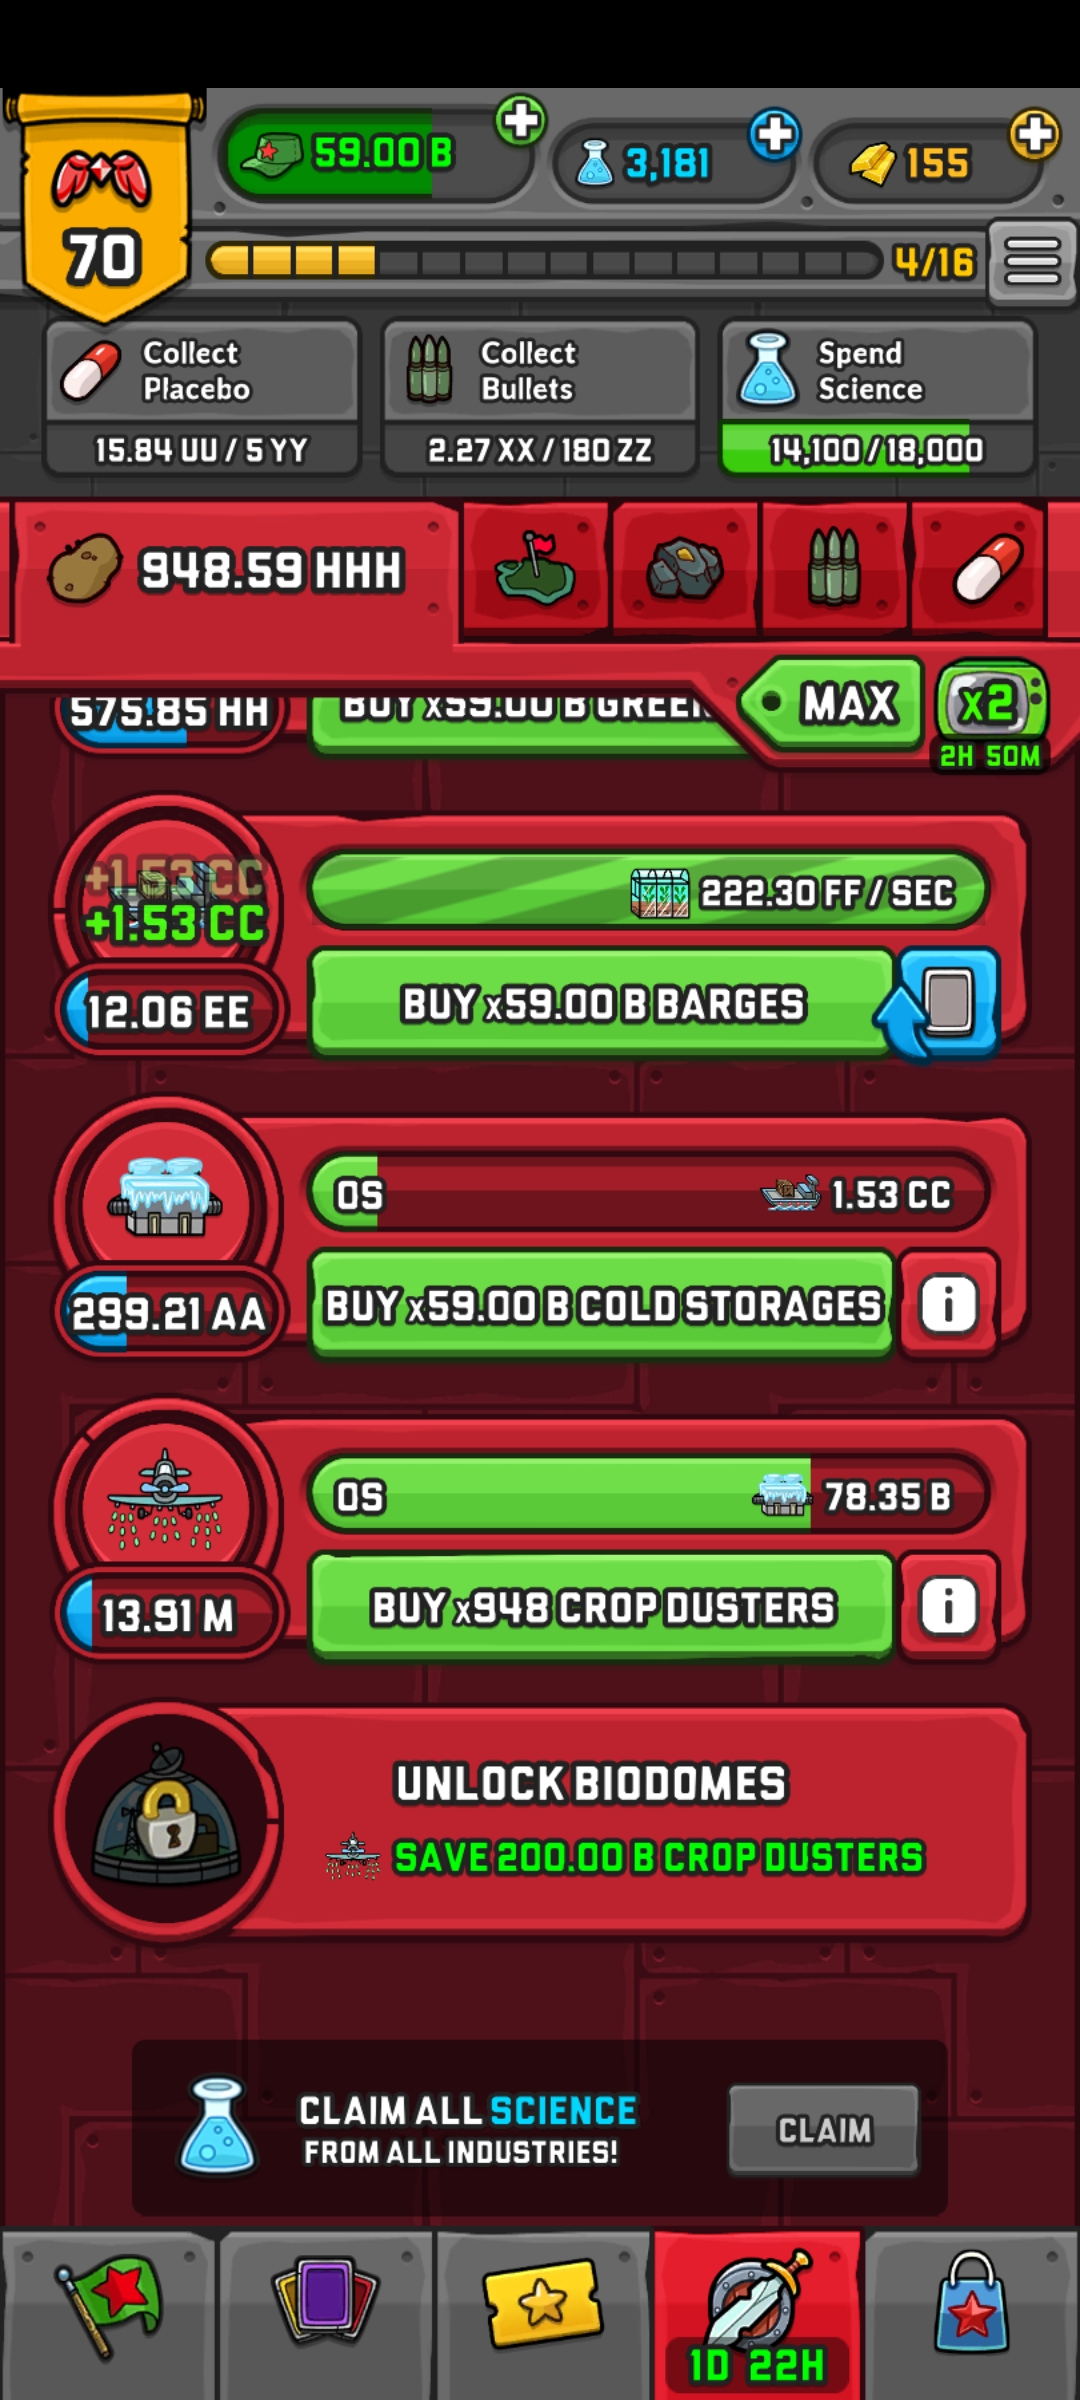 59.00 B
3,181
155
70
4/16
Collect
Placebo
15.84 UU / 5 YY
Collect
Bullets
2.27 XX / 180 ZZ
Spend
Science
14,100 / 18,000
948.59 HHH
MAX
x2
2H 50M
575.85 HH
BUY x59.00 B GREEN
+1.53 CC
+1.53 CC
222.30 FF / SEC
12.06 EE
BUY x59.00 B BARGES
0S
1.53 CC
299.21 AA
BUY x59.00 B COLD STORAGES
i
0S
78.35 B
13.91 M
BUY x948 CROP DUSTERS
i
UNLOCK BIODOMES
SAVE 200.00 B CROP DUSTERS
CLAIM ALL SCIENCE
FROM ALL INDUSTRIES!
CLAIM
1D 22H